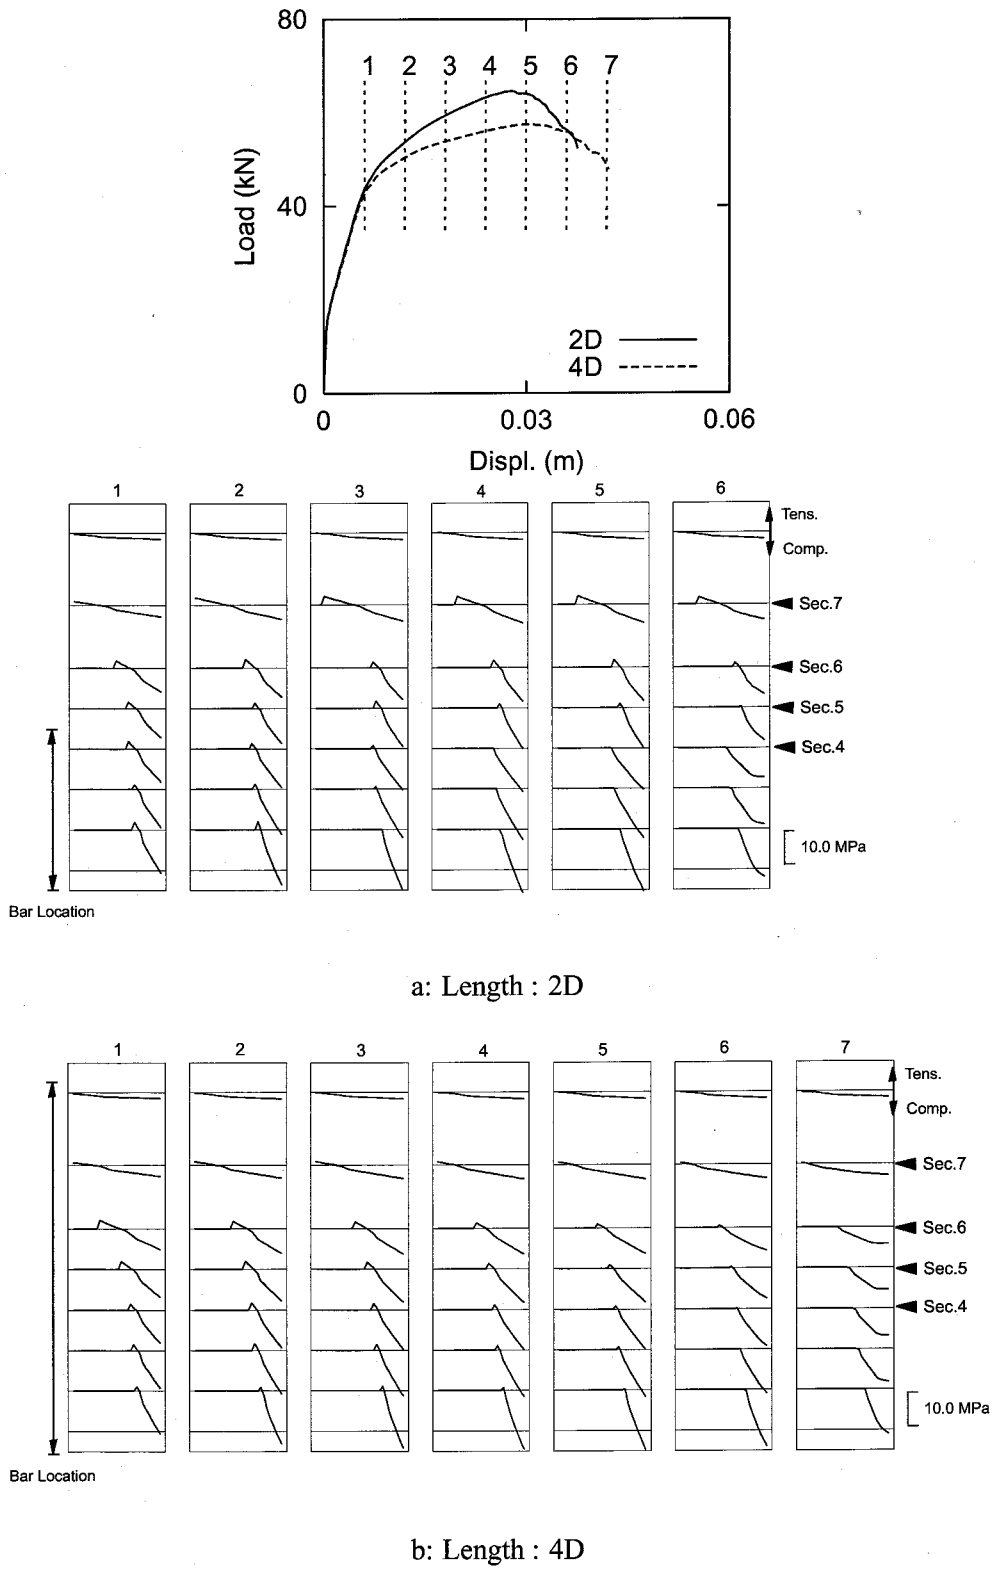 80
1 2 3 4 5 6 7
Load (kN)
40
2D
4D
0
0 0.03 0.06
Displ. (m)
1 2 3 4 5 6
Tens.
Comp.
Sec.7
Sec.6
Sec.5
Sec.4
10.0 MPa
Bar Location
a: Length : 2D
1 2 3 4 5 6 7
Tens.
Comp.
Sec.7
Sec.6
Sec.5
Sec.4
10.0 MPa
Bar Location
b: Length : 4D